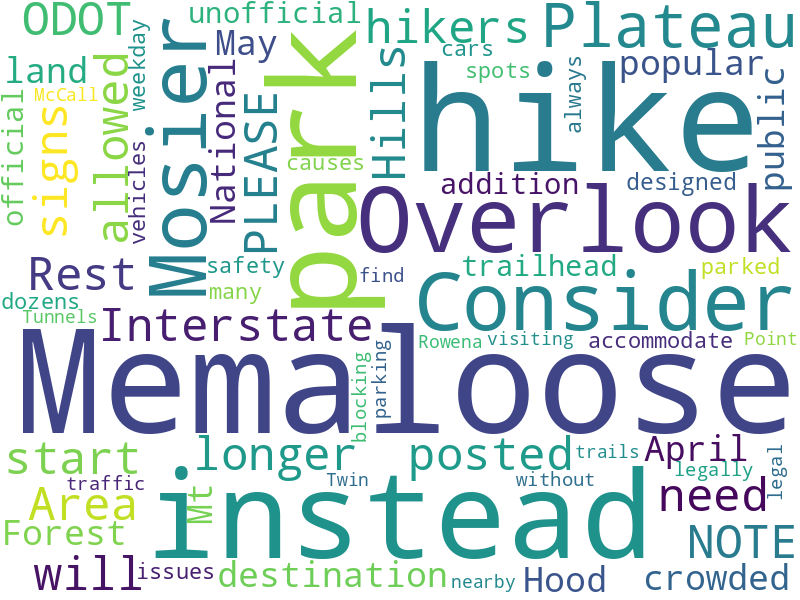 ODOT
unofficial
hikers
Plateau
May
cars
spots
popular
land
McCall
weekday
Mosier
park
Hills
always
public
official
signs
allowed
vehicles
National
PLEASE
causes
hike
addition
designed
Overlook
Rest
safety
many
find
trailhead
parked
dozens
Tunnels
Interstate
Consider
Rowena
visiting
accommodate
Point
Memaloose
blocking
parking
start
longer
posted
trails
April
legally
legal
traffic
Area
Mt
instead
Twin
without
need
Forest
NOTE
will
issues
destination
nearby
Hood
crowded